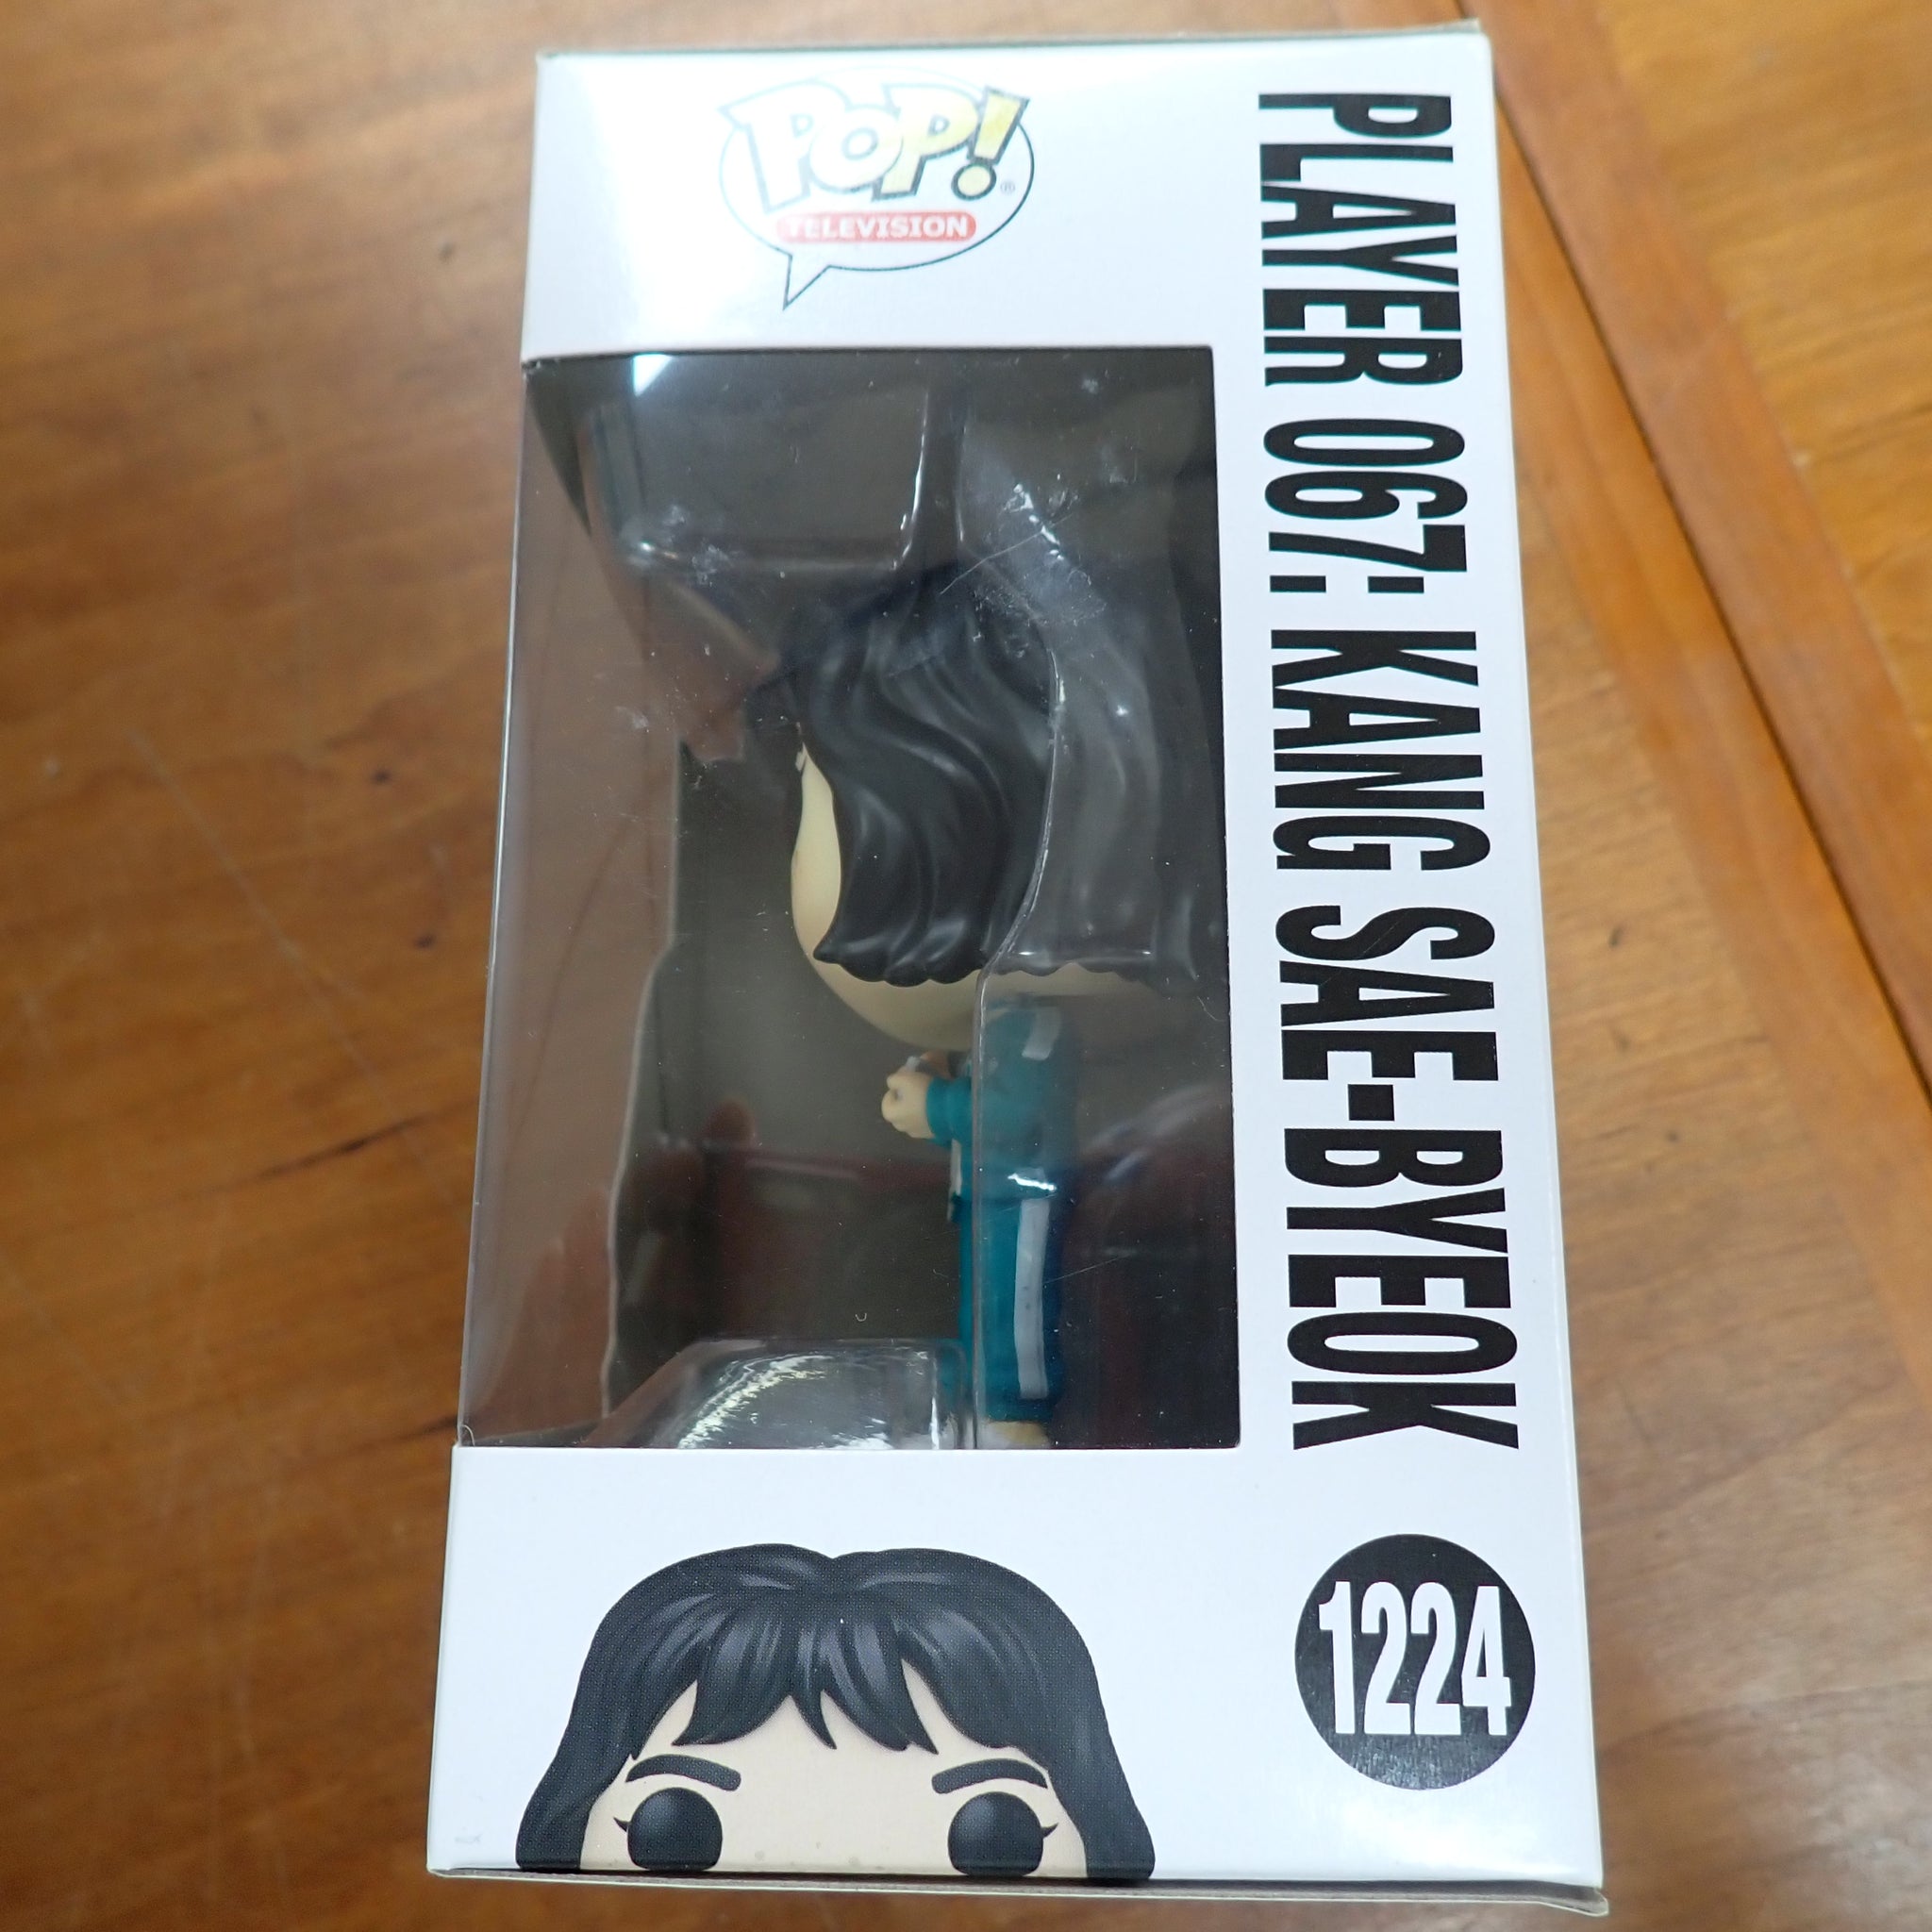 POP!®
TELEVISION
PLAYER 067: KANG SAE-BYEOK
1224